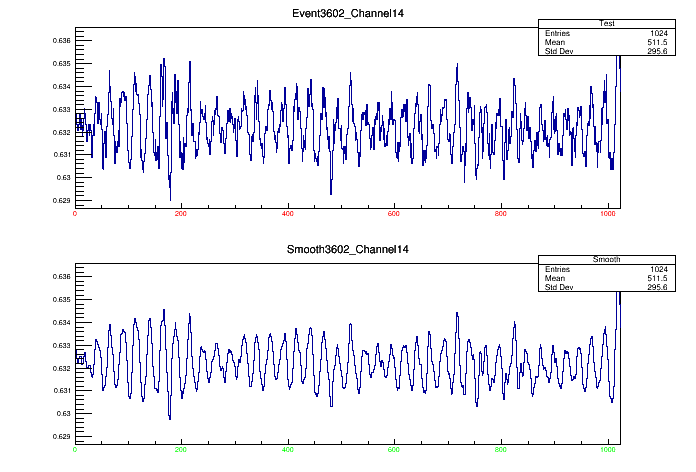 Event3602_Channel14
Test
Entries 1024
Mean 511.5
Std Dev 295.6
0.636
0.635
0.634
0.633
0.632
0.631
0.63
0.629
0 200 400 600 800 1000
Smooth3602_Channel14
Smooth
Entries 1024
Mean 511.5
Std Dev 295.6
0.636
0.635
0.634
0.633
0.632
0.631
0.63
0.629
0 200 400 600 800 1000